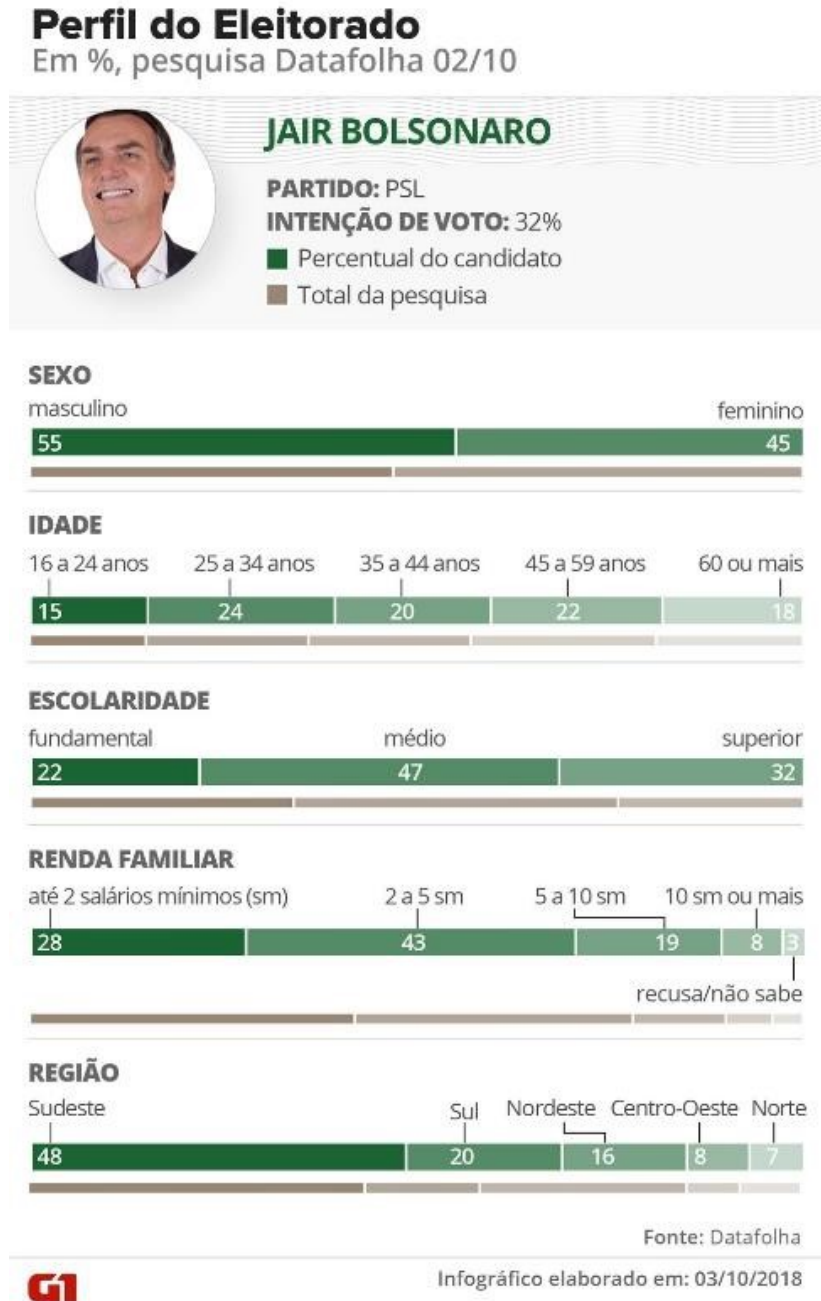 Perfil do Eleitorado
Em %, pesquisa Datafolha 02/10
JAIR BOLSONARO
PARTIDO: PSL
INTENÇÃO DE VOTO: 32%
Percentual do candidato
Total da pesquisa
SEXO
masculino feminino
55 45
IDADE
16 a 24 anos 25 a 34 anos 35 a 44 anos 45 a 59 anos 60 ou mais
15 24 20 22 18
ESCOLARIDADE
fundamental médio superior
22 47 32
RENDA FAMILIAR
até 2 salários mínimos (sm) 2 a 5 sm 5 a 10 sm 10 sm ou mais
28 43 19 8 3
recusa/não sabe
REGIÃO
Sudeste Sul Nordeste Centro-Oeste Norte
48 20 16 8 7
Fonte: Datafolha
G1 Infográfico elaborado em: 03/10/2018